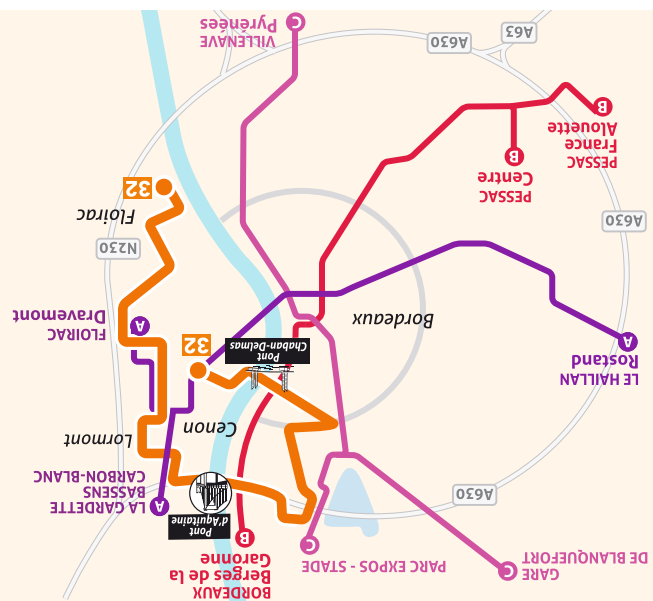 GARE
DE BLANQUEFORT
C
PARC EXPOS - STADE
C
BORDEAUX
Berges de la
Garonne
B
Pont
d'Aquitaine
LA GARDETTE
BASSENS
CARBON-BLANC
A
A630
Lormont
Cenon
LE HAILLAN
Rostand
A
Pont
Chaban-Delmas
32
FLOIRAC
Dravemont
A
Bordeaux
N230
A630
Floirac
32
PESSAC
Centre
B
PESSAC
France
Alouette
B
A630
A63
VILLENAVE
Pyrénées
C